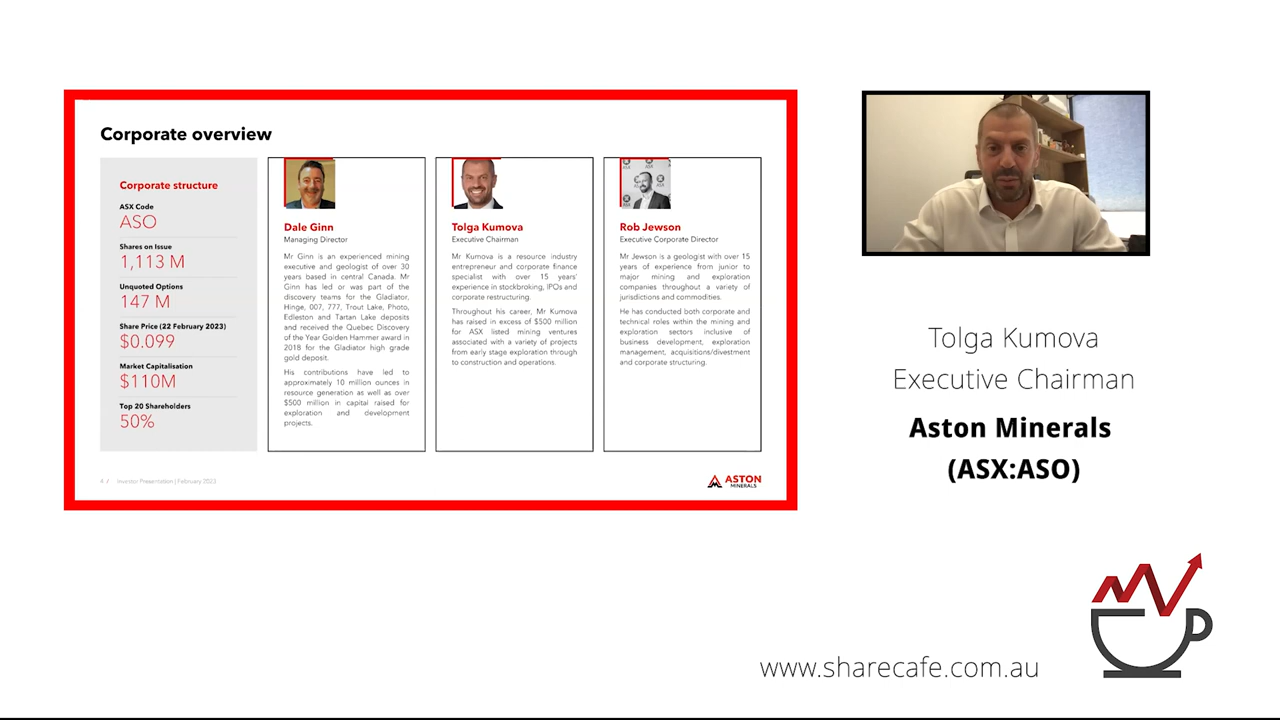 Corporate overview
Corporate structure
ASX Code
ASO
Shares on Issue
1,113 M
Unquoted Options
147 M
Share Price (22 February 2023)
$0.099
Market Capitalisation
$110M
Top 20 Shareholders
50%
Dale Ginn
Managing Director
Mr Ginn is an experienced mining
executive and geologist of over 30
years based in central Canada. Mr
Ginn has led or was part of the
discovery teams for the Gladiator,
Hinge, 007, 777, Trout Lake, Photo,
Edleston and Tartan Lake deposits
and received the Quebec Discovery
of the Year Golden Hammer award in
2018 for the Gladiator high grade
gold deposit.
His contributions have led to
approximately 10 million ounces in
resource generation as well as over
$500 million in capital raised for
exploration and development
projects.
Tolga Kumova
Executive Chairman
Mr Kumova is a resource industry
entrepreneur and corporate finance
specialist with over 15 years'
experience in stockbroking, IPOs and
corporate restructuring.
Throughout his career, Mr Kumova
has raised in excess of $500 million
for ASX listed mining ventures
associated with a variety of projects
from early stage exploration through
to construction and operations.
Rob Jewson
Executive Corporate Director
Mr Jewson is a geologist with over 15
years of experience from junior to
major mining and exploration
companies throughout a variety of
jurisdictions and commodities.
He has conducted both corporate and
technical roles within the mining and
exploration sectors inclusive of
business development, exploration
management, acquisitions/divestment
and corporate structuring.
4 / Investor Presentation | February 2023
ASTON
MINERALS
Tolga Kumova
Executive Chairman
Aston Minerals
(ASX:ASO)
www.sharecafe.com.au